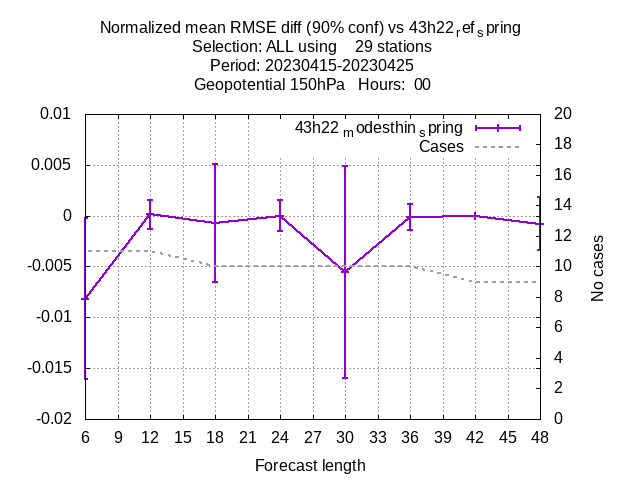 Normalized mean RMSE diff (90% conf) vs 43h22refspring
Selection: ALL using 29 stations
Period: 20230415-20230425
Geopotential 150hPa Hours: 00
43h22modesthinspring
Cases
0.01
0.005
0
-0.005
-0.01
-0.015
-0.02
20
18
16
14
12
10
8
6
4
2
0
No cases
6 9 12 15 18 21 24 27 30 33 36 39 42 45 48
Forecast length